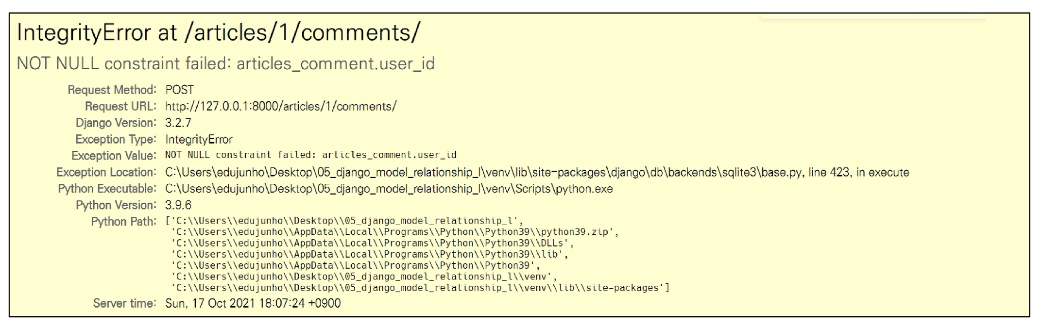 IntegrityError at /articles/1/comments/
NOT NULL constraint failed: articles_comment.user_id
Request Method: POST
Request URL: http://127.0.0.1:8000/articles/1/comments/
Django Version: 3.2.7
Exception Type: IntegrityError
Exception Value: NOT NULL constraint failed: articles_comment.user_id
Exception Location: C:\Users\edujunho\Desktop\05_django_model_relationship_I\venv\lib\site-packages\django\db\backends\sqlite3\base.py, line 423, in execute
Python Executable: C:\Users\edujunho\Desktop\05_django_model_relationship_I\venv\Scripts\python.exe
Python Version: 3.9.6
Python Path: ['C:\\Users\\edujunho\\Desktop\\05_django_model_relationship_I',
'C:\\Users\\edujunho\\AppData\\Local\\Programs\\Python\\Python39\\python39.zip',
'C:\\Users\\edujunho\\AppData\\Local\\Programs\\Python\\Python39\\DLLs',
'C:\\Users\\edujunho\\AppData\\Local\\Programs\\Python\\Python39\\lib',
'C:\\Users\\edujunho\\AppData\\Local\\Programs\\Python\\Python39',
'C:\\Users\\edujunho\\Desktop\\05_django_model_relationship_I\\venv',
'C:\\Users\\edujunho\\Desktop\\05_django_model_relationship_I\\venv\\lib\\site-packages']
Server time: Sun, 17 Oct 2021 18:07:24 +0900